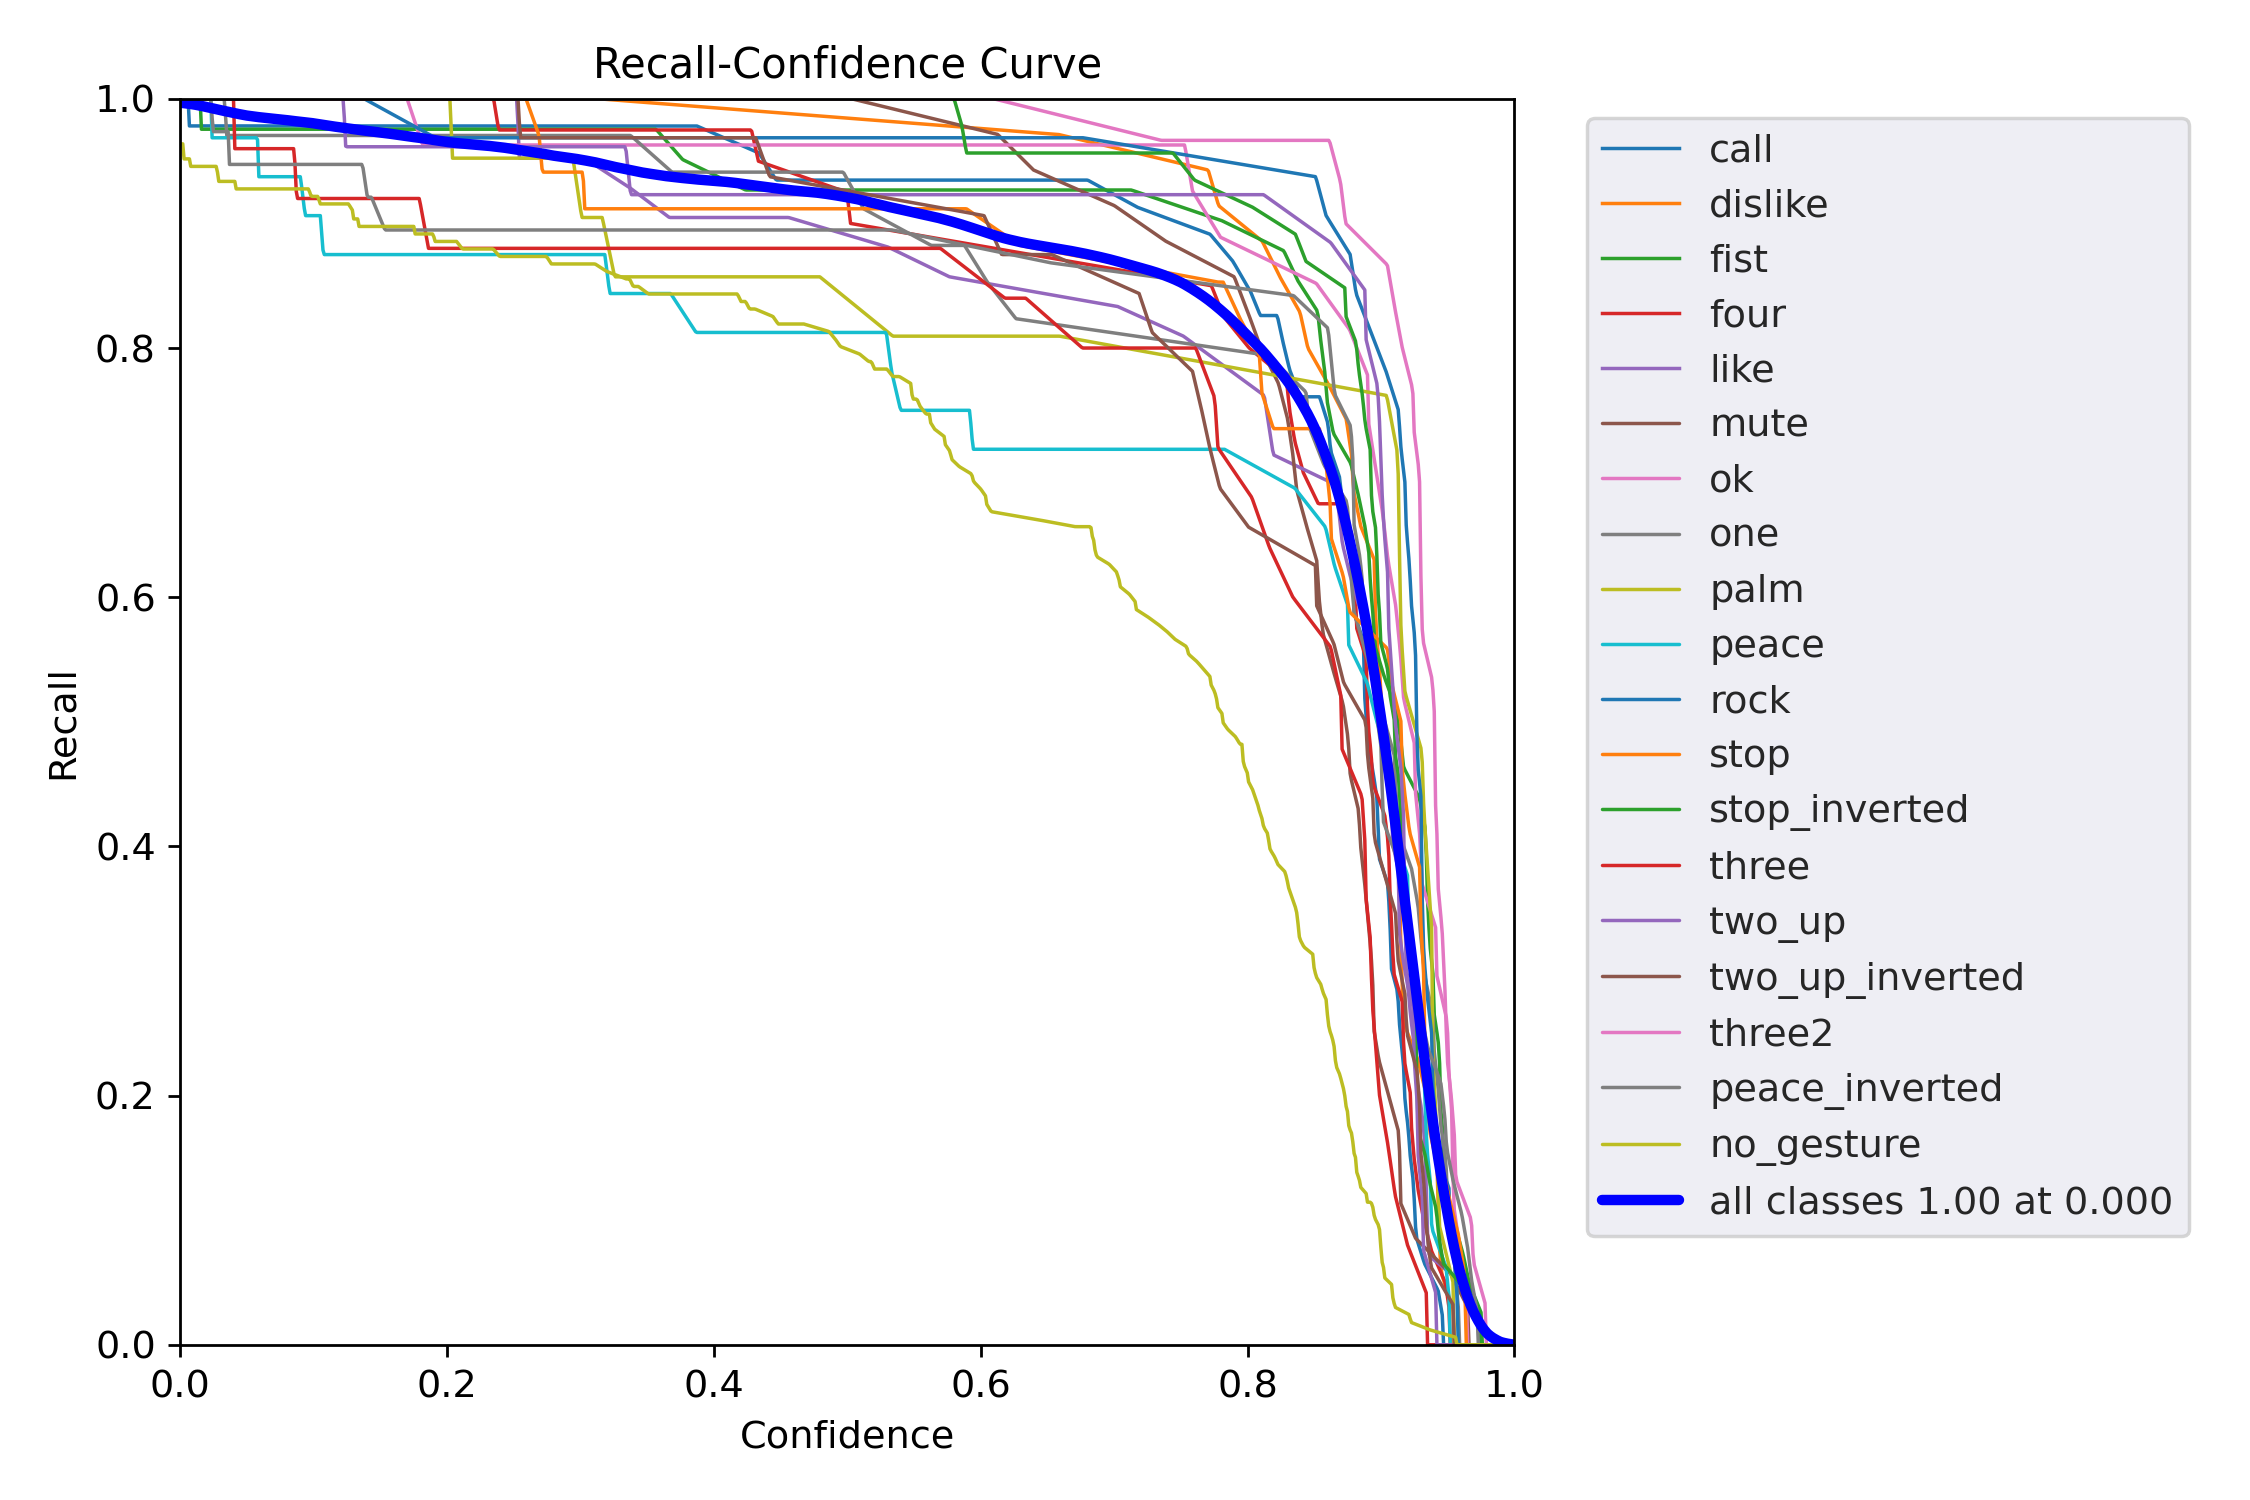 Recall-Confidence Curve
1.0
0.8
0.6
0.4
0.2
0.0
Recall
0.0 0.2 0.4 0.6 0.8 1.0
Confidence
call
dislike
fist
four
like
mute
ok
one
palm
peace
rock
stop
stop_inverted
three
two_up
two_up_inverted
three2
peace_inverted
no_gesture
all classes 1.00 at 0.000